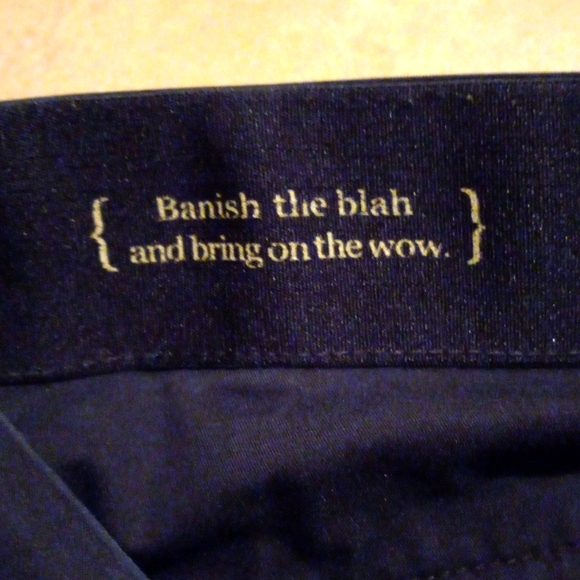 { Banish the blah
and bring on the wow. }